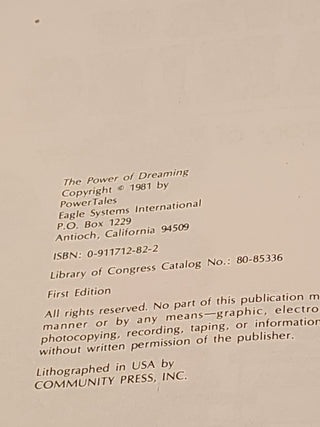 The Power of Dreaming
Copyright © 1981 by
PowerTales
Eagle Systems International
P.O. Box 1229
Antioch, California 94509
ISBN: 0-911712-82-2
Library of Congress Catalog No.: 80-85336
First Edition
All rights reserved. No part of this publication m
manner or by any means—graphic, electro
photocopying, recording, taping, or information
without written permission of the publisher.
Lithographed in USA by
COMMUNITY PRESS, INC.